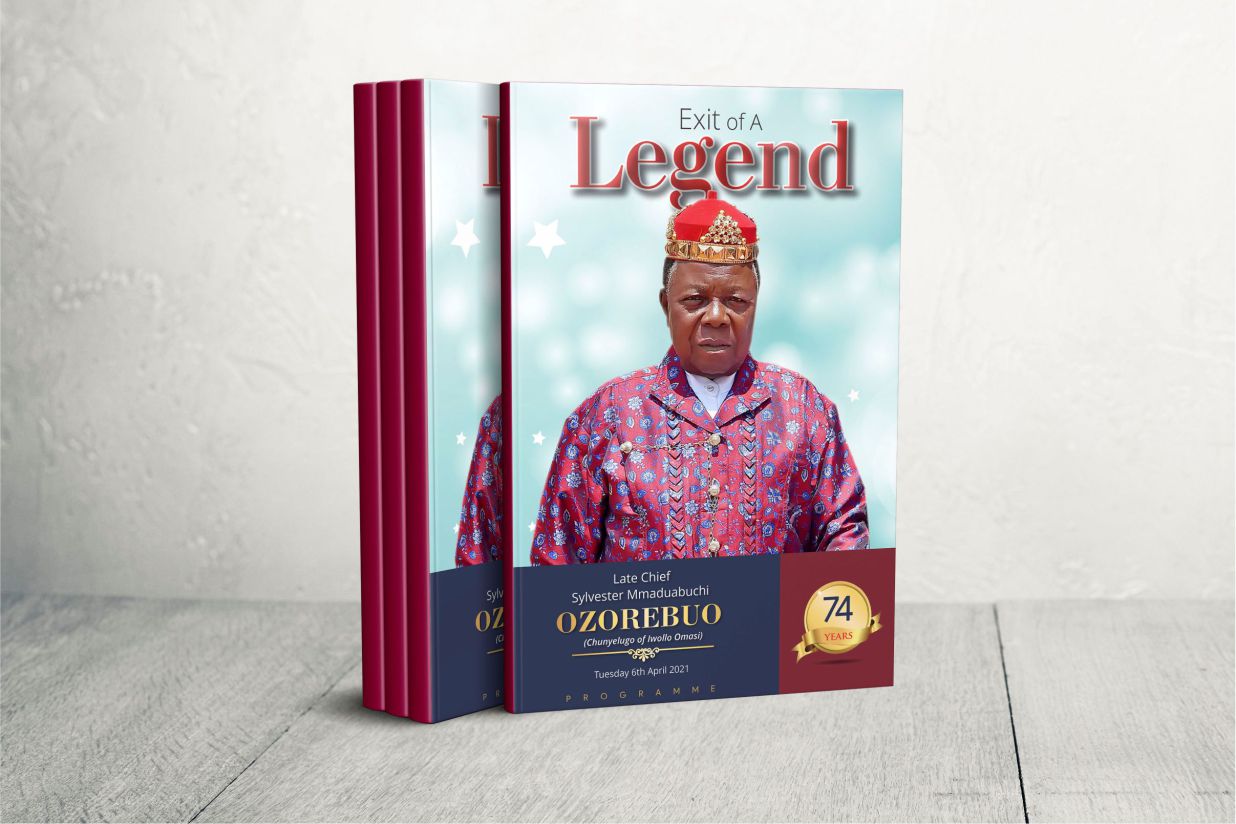 Exit of A
Legend
Late Chief
Sylvester Mmaduabuchi
OZOREBUO
(Chunyelugo of Iwollo Omasi)
Tuesday 6th April 2021
PROGRAMME
74
YEARS